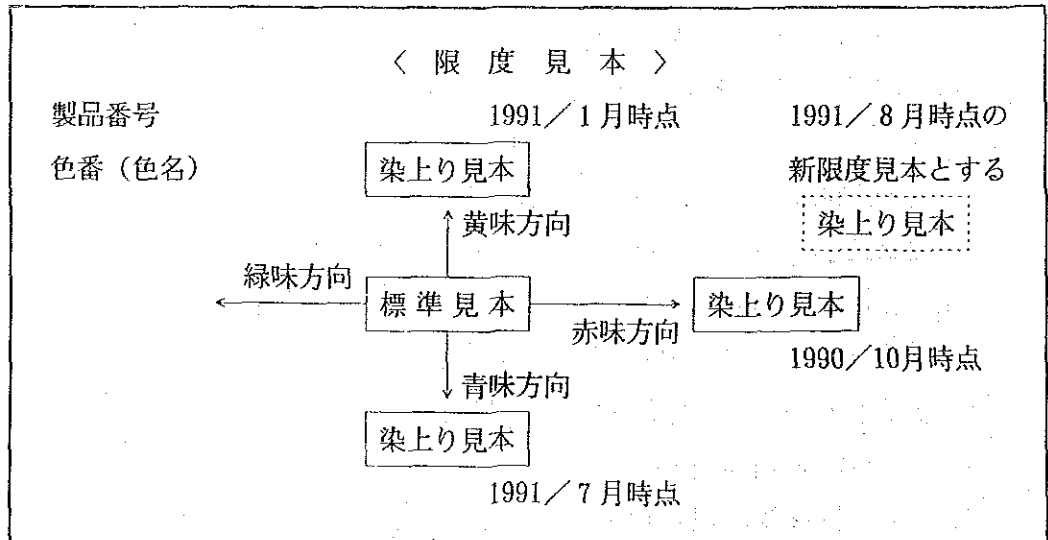 〈 限 度 見 本 〉
製品番号
1991／1月時点
1991／8月時点の
色番（色名）
染上り見本
新限度見本とする
黄味方向
染上り見本
緑味方向
標 準 見 本
赤味方向
染上り見本
1990／10月時点
青味方向
染上り見本
1991／7月時点